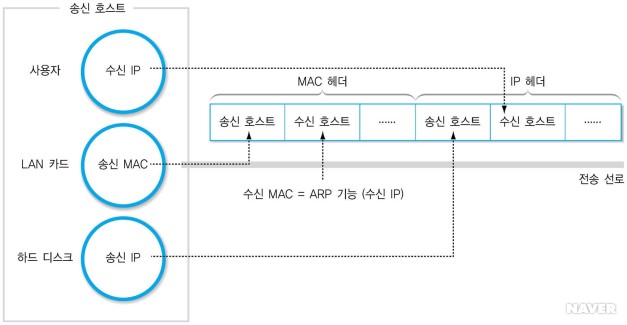 송신 호스트
사용자
수신 IP
MAC 헤더
IP 헤더
송신 호스트
수신 호스트
······
송신 호스트
수신 호스트
······
LAN 카드
송신 MAC
전송 선로
수신 MAC = ARP 기능 (수신 IP)
하드 디스크
송신 IP
NAVER